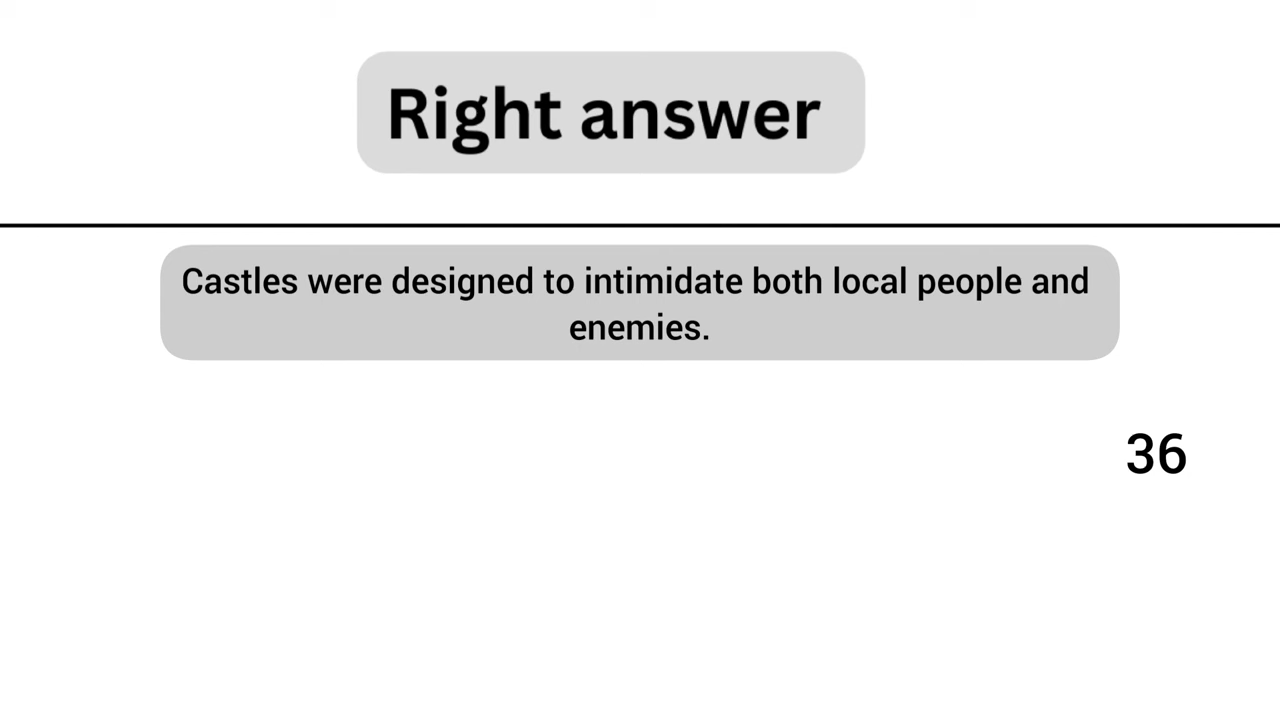 Right answer
Castles were designed to intimidate both local people and
enemies.
36